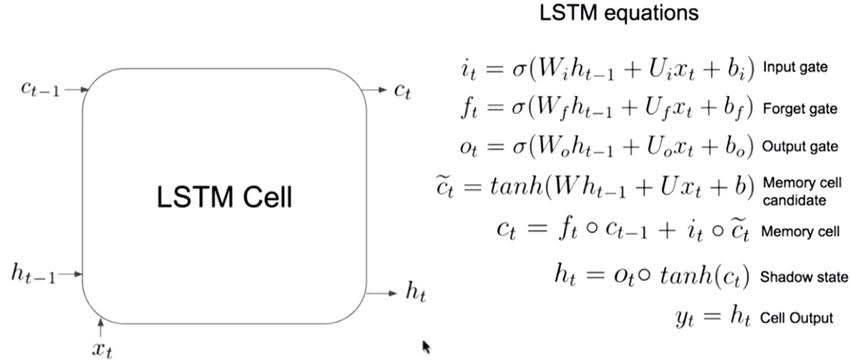 LSTM equations
c_{t-1}
c_t
LSTM Cell
h_{t-1}
h_t
x_t
i_t = σ(W_i h_{t-1} + U_i x_t + b_i) Input gate
f_t = σ(W_f h_{t-1} + U_f x_t + b_f) Forget gate
o_t = σ(W_o h_{t-1} + U_o x_t + b_o) Output gate
c̃_t = tanh(W h_{t-1} + U x_t + b) Memory cell
candidate
c_t = f_t ∘ c_{t-1} + i_t ∘ c̃_t Memory cell
h_t = o_t ∘ tanh(c_t) Shadow state
y_t = h_t Cell Output